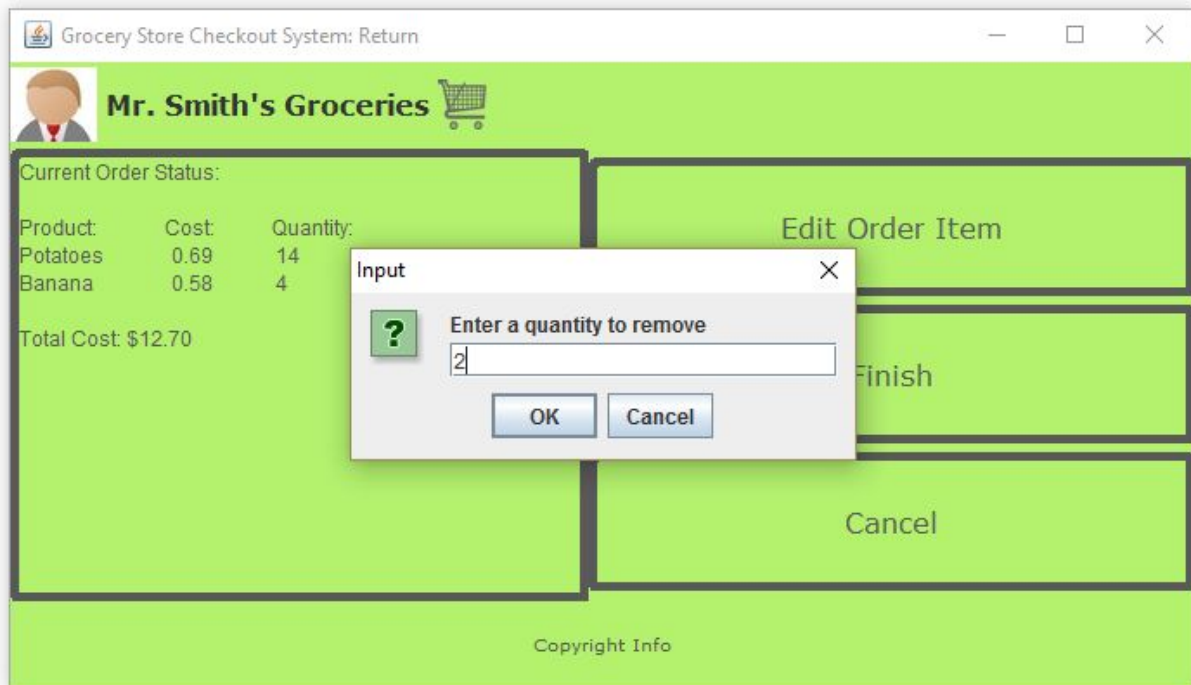 Grocery Store Checkout System: Return
Mr. Smith's Groceries
Current Order Status:
Product: Cost: Quantity:
Potatoes 0.69 14
Banana 0.58 4
Total Cost: $12.70
Edit Order Item
Finish
Cancel
Input
?
Enter a quantity to remove
2
OK Cancel
Copyright Info